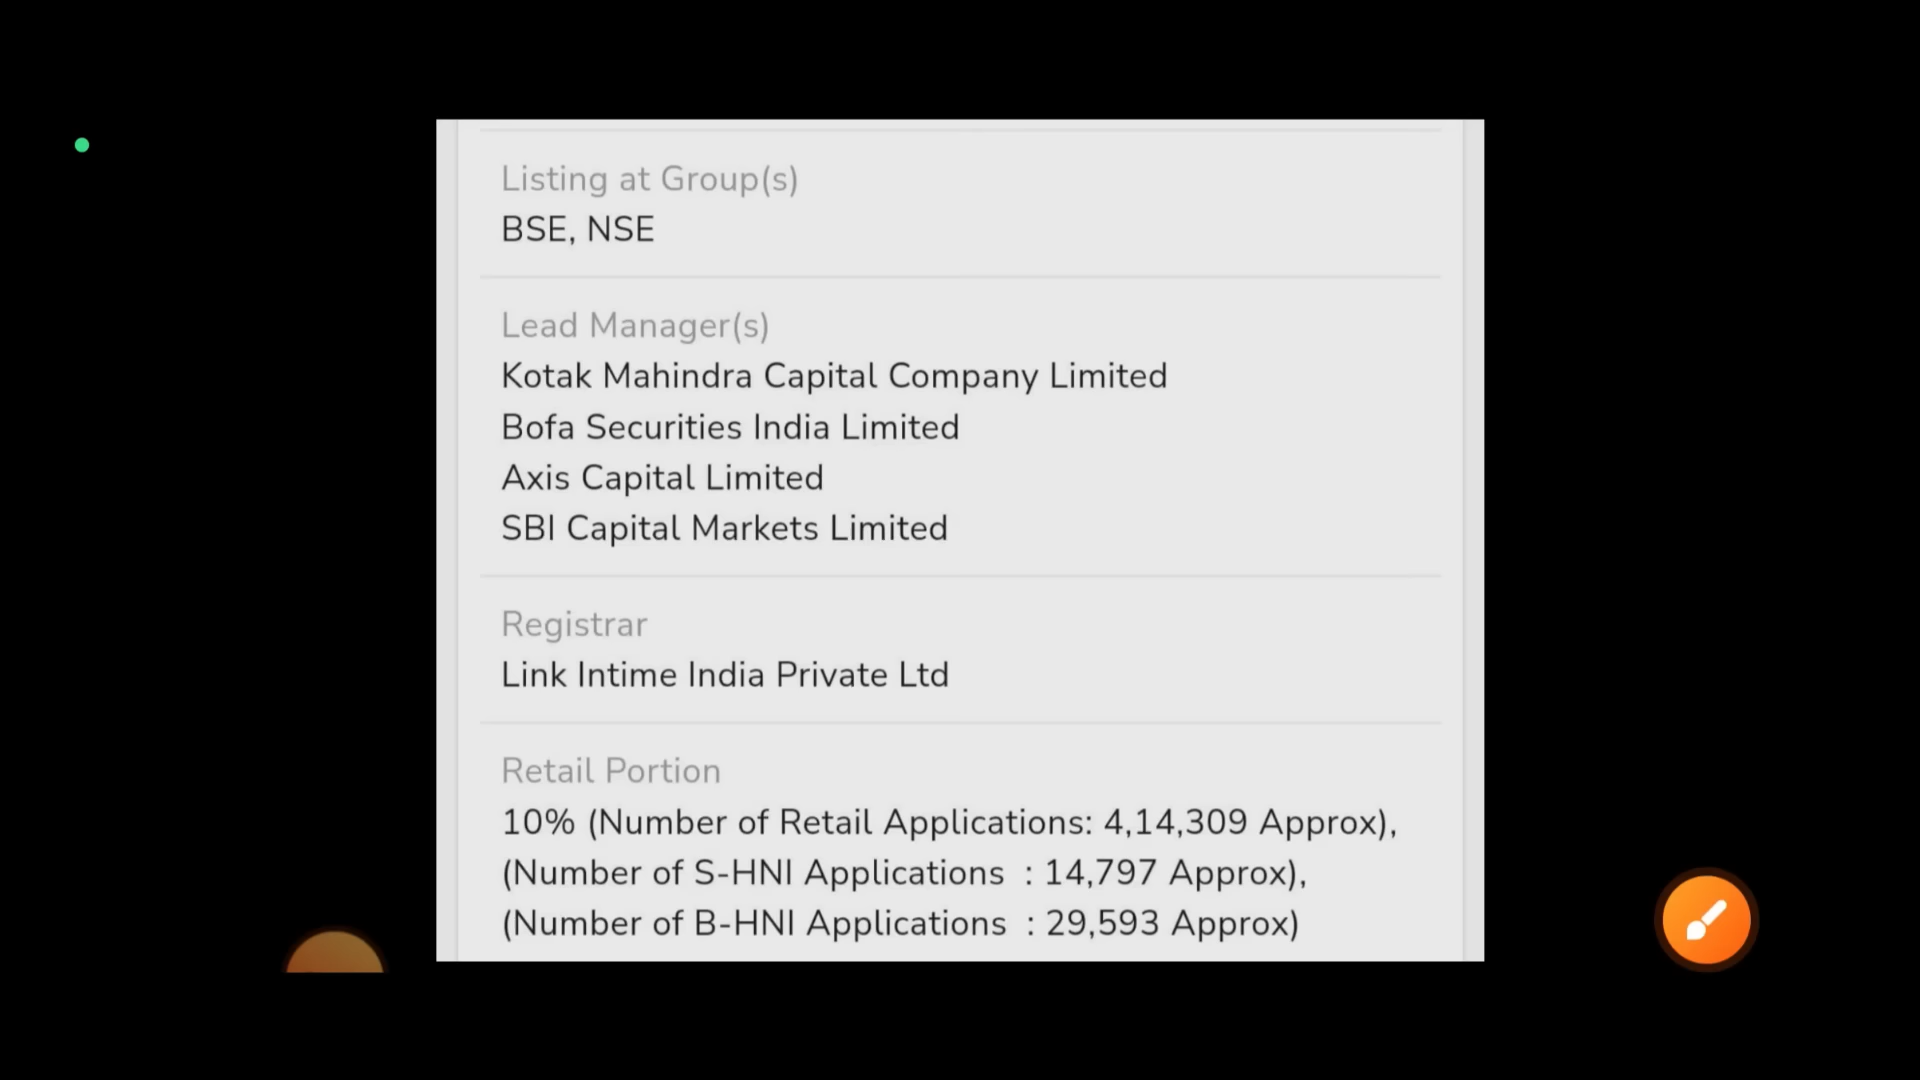 Listing at Group(s)
BSE, NSE
Lead Manager(s)
Kotak Mahindra Capital Company Limited
Bofa Securities India Limited
Axis Capital Limited
SBI Capital Markets Limited
Registrar
Link Intime India Private Ltd
Retail Portion
10% (Number of Retail Applications: 4,14,309 Approx),
(Number of S-HNI Applications : 14,797 Approx),
(Number of B-HNI Applications : 29,593 Approx)